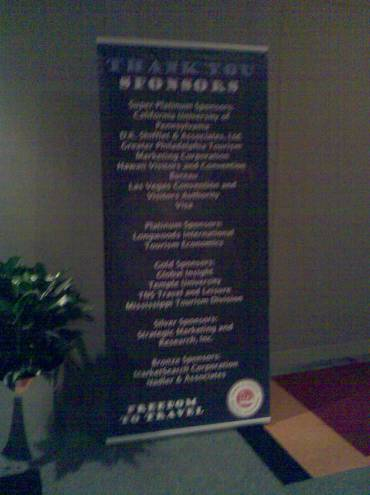 THANK YOU
SPONSORS
Super Platinum Sponsors:
California University of
Pennsylvania
D.K. Shifflet & Associates, Ltd.
Greater Philadelphia Tourism
Marketing Corporation
Hawaii Visitors and Convention
Bureau
Las Vegas Convention and
Visitors Authority
Visa
Platinum Sponsors:
Longwoods International
Tourism Economics
Gold Sponsors:
Global Insight
Temple University
TNS Travel and Leisure
Mississippi Tourism Division
Silver Sponsors:
Strategic Marketing and
Research, Inc.
Bronze Sponsors:
& Associates
FREEDOM
TO TRAVEL